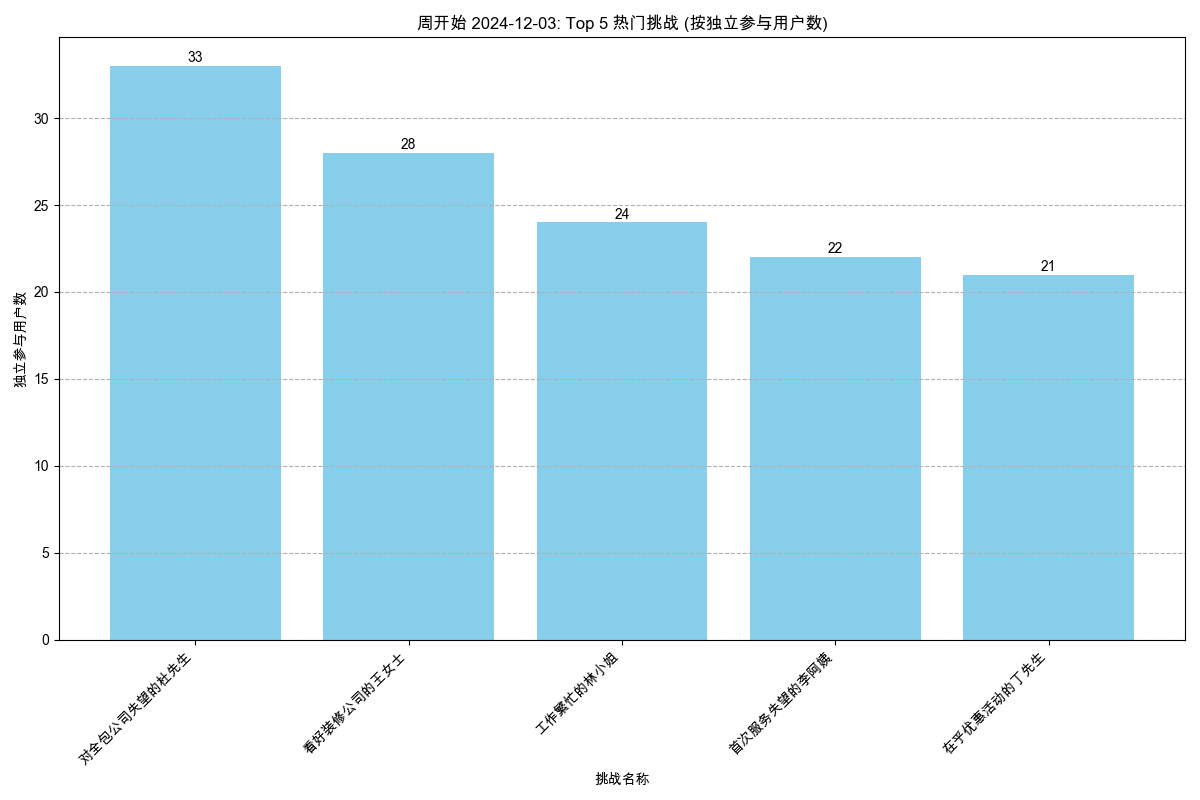 周开始 2024-12-03: Top 5 热门挑战 (按独立参与用户数)
独立参与用户数
30
25
20
15
10
5
0
33
28
24
22
21
对全包公司失望的杜先生
看好装修公司的王女士
工作繁忙的林小姐
首次服务失望的李阿姨
在乎优惠活动的丁先生
挑战名称